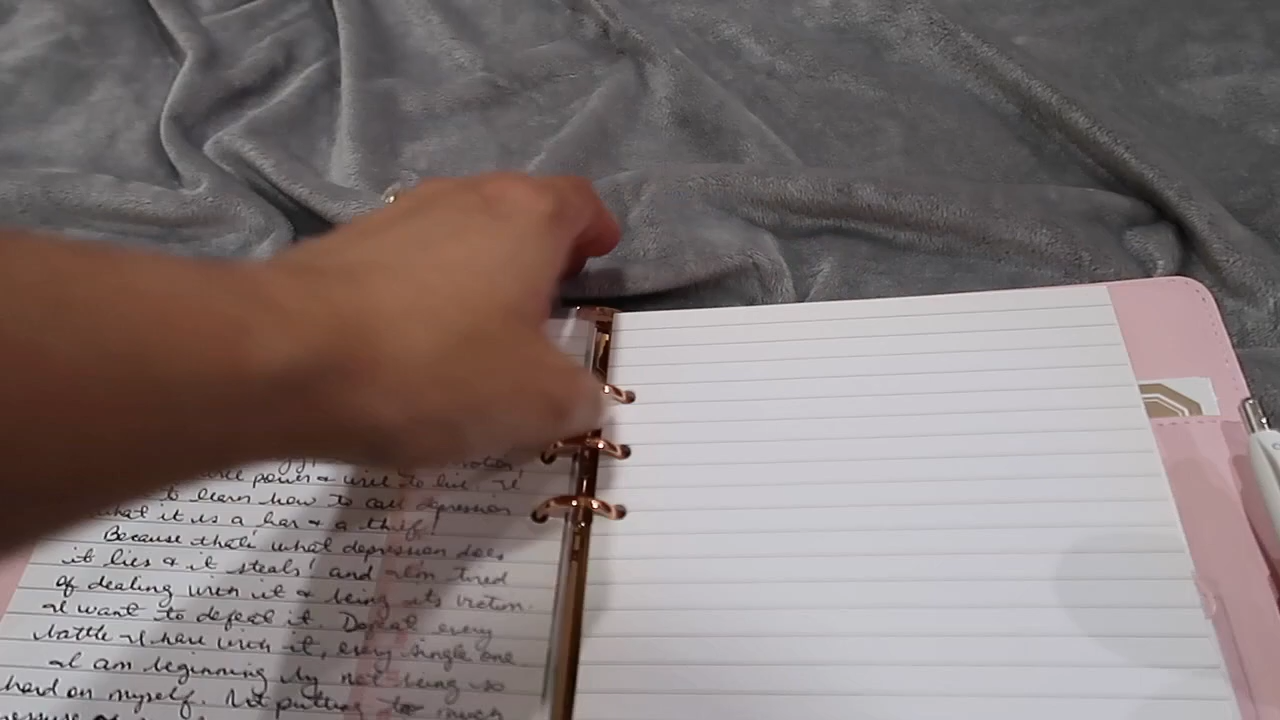 power & will to live. I
to learn how to call depression
what it is a liar & a thief!
Because that's what depression does
it lies & it steals! and I'm tired
of dealing with it & being its victim.
I want to defeat it. Defeat every
battle I have with it, every single one.
I am beginning by not being so
hard on myself. Not putting too much